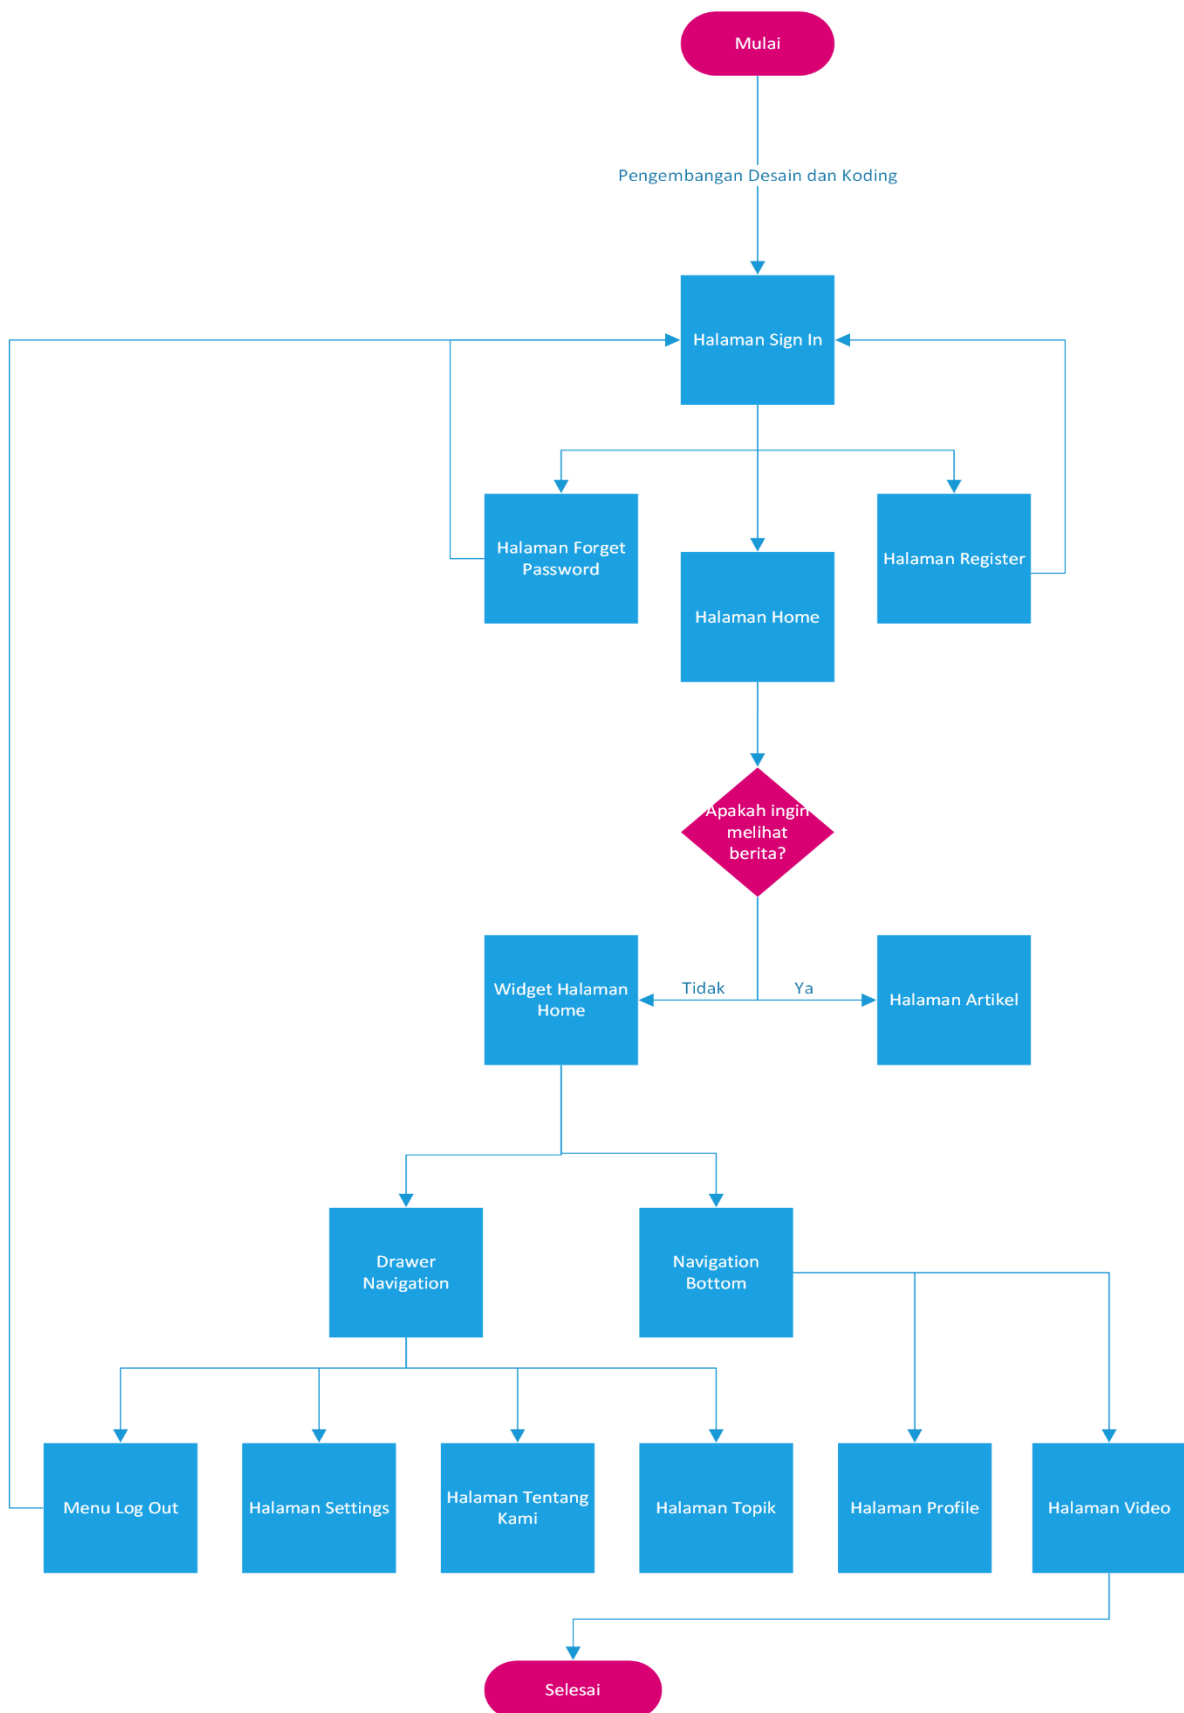 Mulai
Pengembangan Desain dan Koding
Halaman Sign In
Halaman Forget
Password
Halaman Home
Halaman Register
Apakah ingin
melihat
berita?
Widget Halaman
Home
Tidak
Ya
Halaman Artikel
Drawer
Navigation
Navigation
Bottom
Menu Log Out
Halaman Settings
Halaman Tentang
Kami
Halaman Topik
Halaman Profile
Halaman Video
Selesai